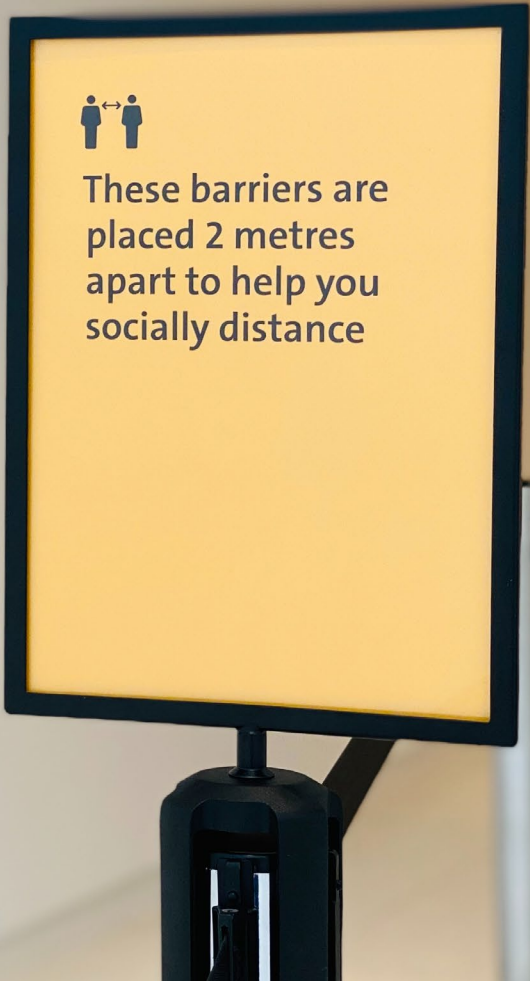 These barriers are
placed 2 metres
apart to help you
socially distance